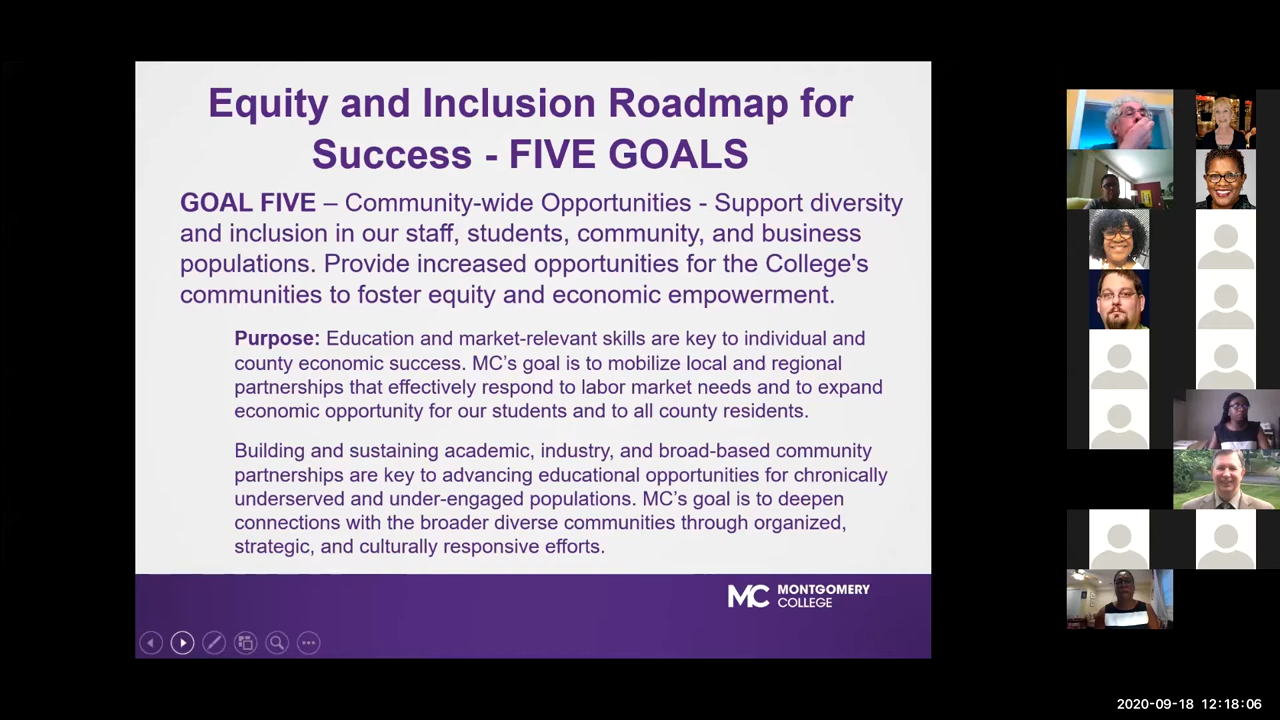 Equity and Inclusion Roadmap for
Success - FIVE GOALS
GOAL FIVE – Community-wide Opportunities - Support diversity
and inclusion in our staff, students, community, and business
populations. Provide increased opportunities for the College's
communities to foster equity and economic empowerment.
Purpose: Education and market-relevant skills are key to individual and
county economic success. MC's goal is to mobilize local and regional
partnerships that effectively respond to labor market needs and to expand
economic opportunity for our students and to all county residents.
Building and sustaining academic, industry, and broad-based community
partnerships are key to advancing educational opportunities for chronically
underserved and under-engaged populations. MC's goal is to deepen
connections with the broader diverse communities through organized,
strategic, and culturally responsive efforts.
MC MONTGOMERY
COLLEGE
2020-09-18 12:18:06